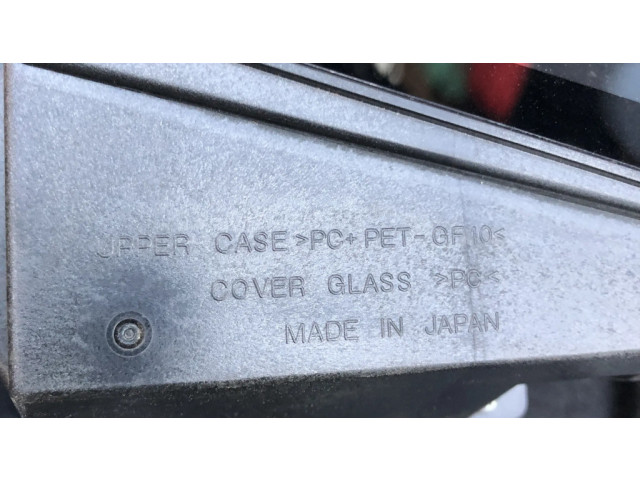 UPPER CASE >PC+PET-GF10<
COVER GLASS >PC<
MADE IN JAPAN